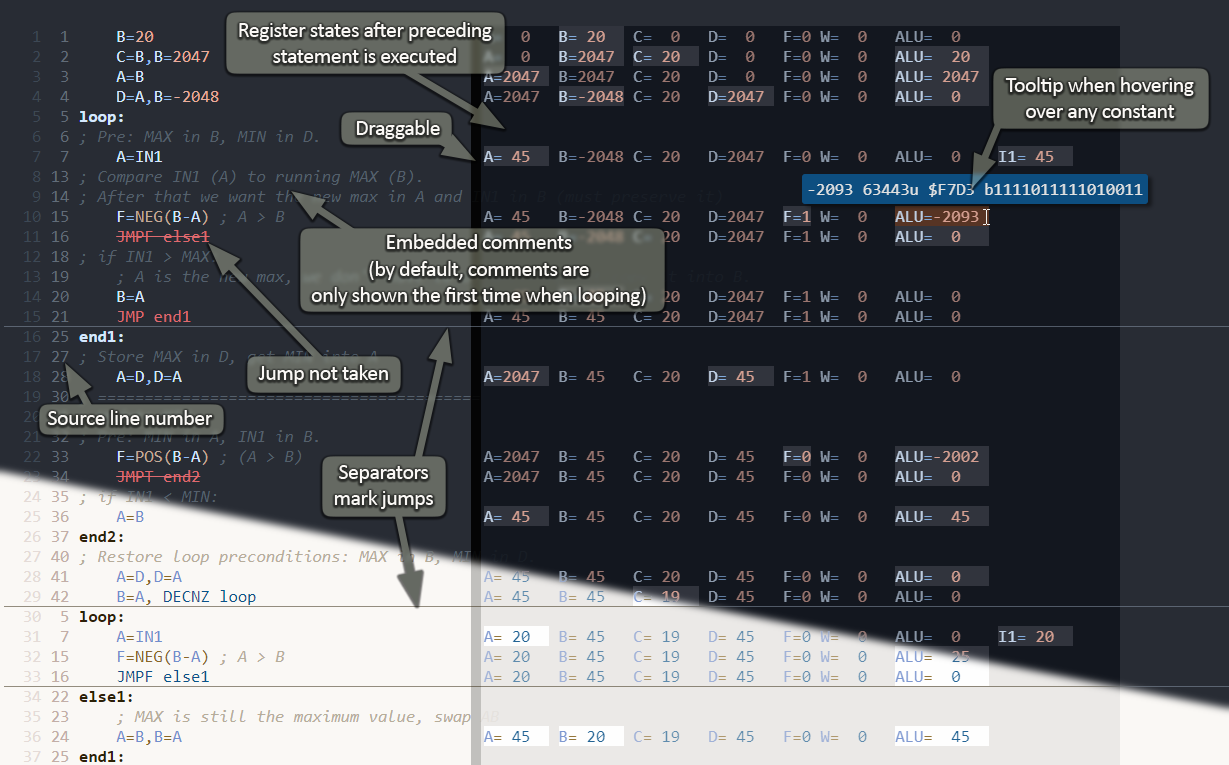 Register states after preceding
statement is executed
1 1 B=20 0 B= 20 C= 0 D= 0 F=0 W= 0 ALU= 0
2 2 C=B,B=2047 0 B=2047 C= 20 D= 0 F=0 W= 0 ALU= 20
3 3 A=B A=2047 B=2047 C= 20 D= 0 F=0 W= 0 ALU= 2047
4 4 D=A,B=-2048 A=2047 B=-2048 C= 20 D=2047 F=0 W= 0 ALU= 0
Tooltip when hovering
over any constant
5 5 loop:
Draggable
6 6 ; Pre: MAX in B, MIN in D.
7 7 A=IN1 A= 45 B=-2048 C= 20 D=2047 F=0 W= 0 ALU= 0 I1= 45
8 13 ; Compare IN1 (A) to running MAX (B).
-2093 63443u $F7D3 b1111011111010011
9 14 ; After that we want the new max in A and
10 15 F=NEG(B-A) ; A > B A= 45 B=-2048 C= 20 D=2047 F=1 W= 0 ALU=-2093
11 16 JMPF else1 20 D=2047 F=1 W= 0 ALU= 0
Embedded comments
(by default, comments are
only shown the first time when looping)
12 18 ; if IN1 > MAX:
13 19 ; A is the new max,
14 20 B=A 20 D=2047 F=1 W= 0 ALU= 0
15 21 JMP end1 A= 45 B= 45 C= 20 D=2047 F=1 W= 0 ALU= 0
16 25 end1:
17 27 ; Store MAX in D, get MIN into A
Jump not taken
18 28 A=D,D=A A=2047 B= 45 C= 20 D= 45 F=1 W= 0 ALU= 0
19 30 ========================================
Source line number
21 32 ; Pre: MIN in A, IN1 in B.
22 33 F=POS(B-A) ; (A > B) A=2047 B= 45 C= 20 D= 45 F=0 W= 0 ALU=-2002
23 34 JMPT end2 A=2047 B= 45 C= 20 D= 45 F=0 W= 0 ALU= 0
Separators
mark jumps
24 35 ; if IN1 < MIN:
25 36 A=B A= 45 B= 45 C= 20 D= 45 F=0 W= 0 ALU= 45
26 37 end2:
27 40 ; Restore loop preconditions: MAX in B, MIN in D.
28 41 A=D,D=A A= 45 B= 45 C= 20 D= 45 F=0 W= 0 ALU= 0
29 42 B=A, DECNZ loop A= 45 B= 45 C= 19 D= 45 F=0 W= 0 ALU= 0
30 5 loop:
31 7 A=IN1 A= 20 B= 45 C= 19 D= 45 F=0 W= 0 ALU= 0 I1= 20
32 15 F=NEG(B-A) ; A > B A= 20 B= 45 C= 19 D= 45 F=0 W= 0 ALU= 25
33 16 JMPF else1 A= 20 B= 45 C= 19 D= 45 F=0 W= 0 ALU= 0
34 22 else1:
35 23 ; MAX is still the maximum value, swap AB
36 24 A=B,B=A A= 45 B= 20 C= 19 D= 45 F=0 W= 0 ALU= 45
37 25 end1: